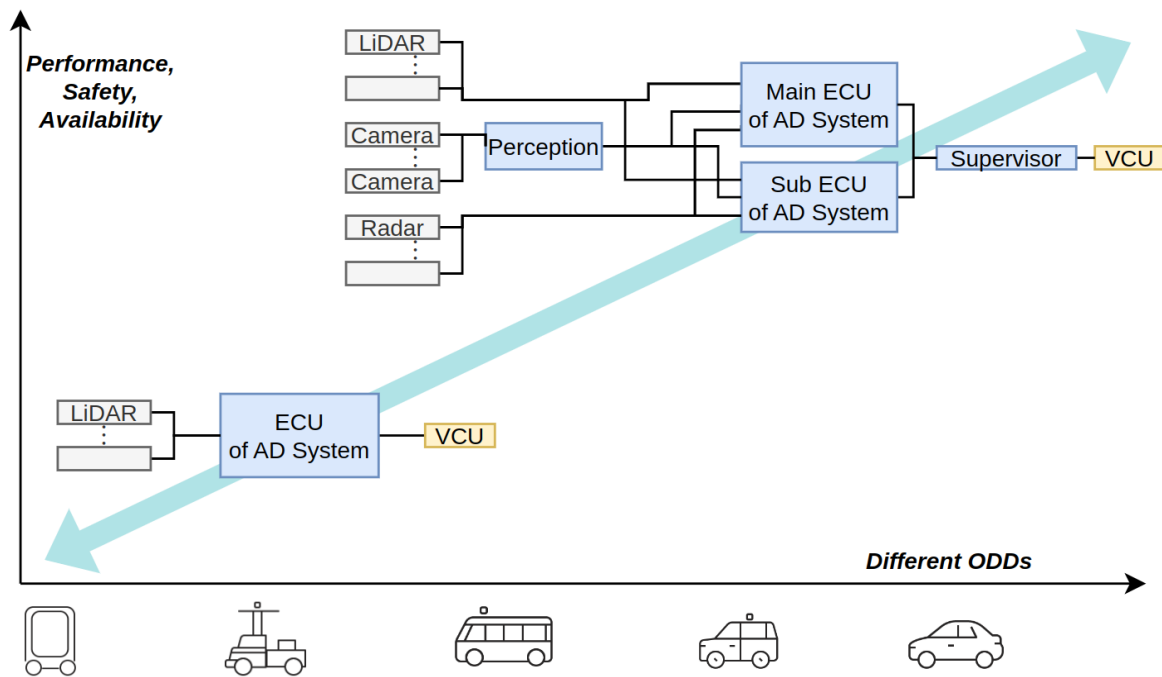 Performance,
Safety,
Availability
LiDAR
Camera
Camera
Radar
Perception
Main ECU
of AD System
Sub ECU
of AD System
Supervisor
VCU
LiDAR
ECU
of AD System
VCU
Different ODDs